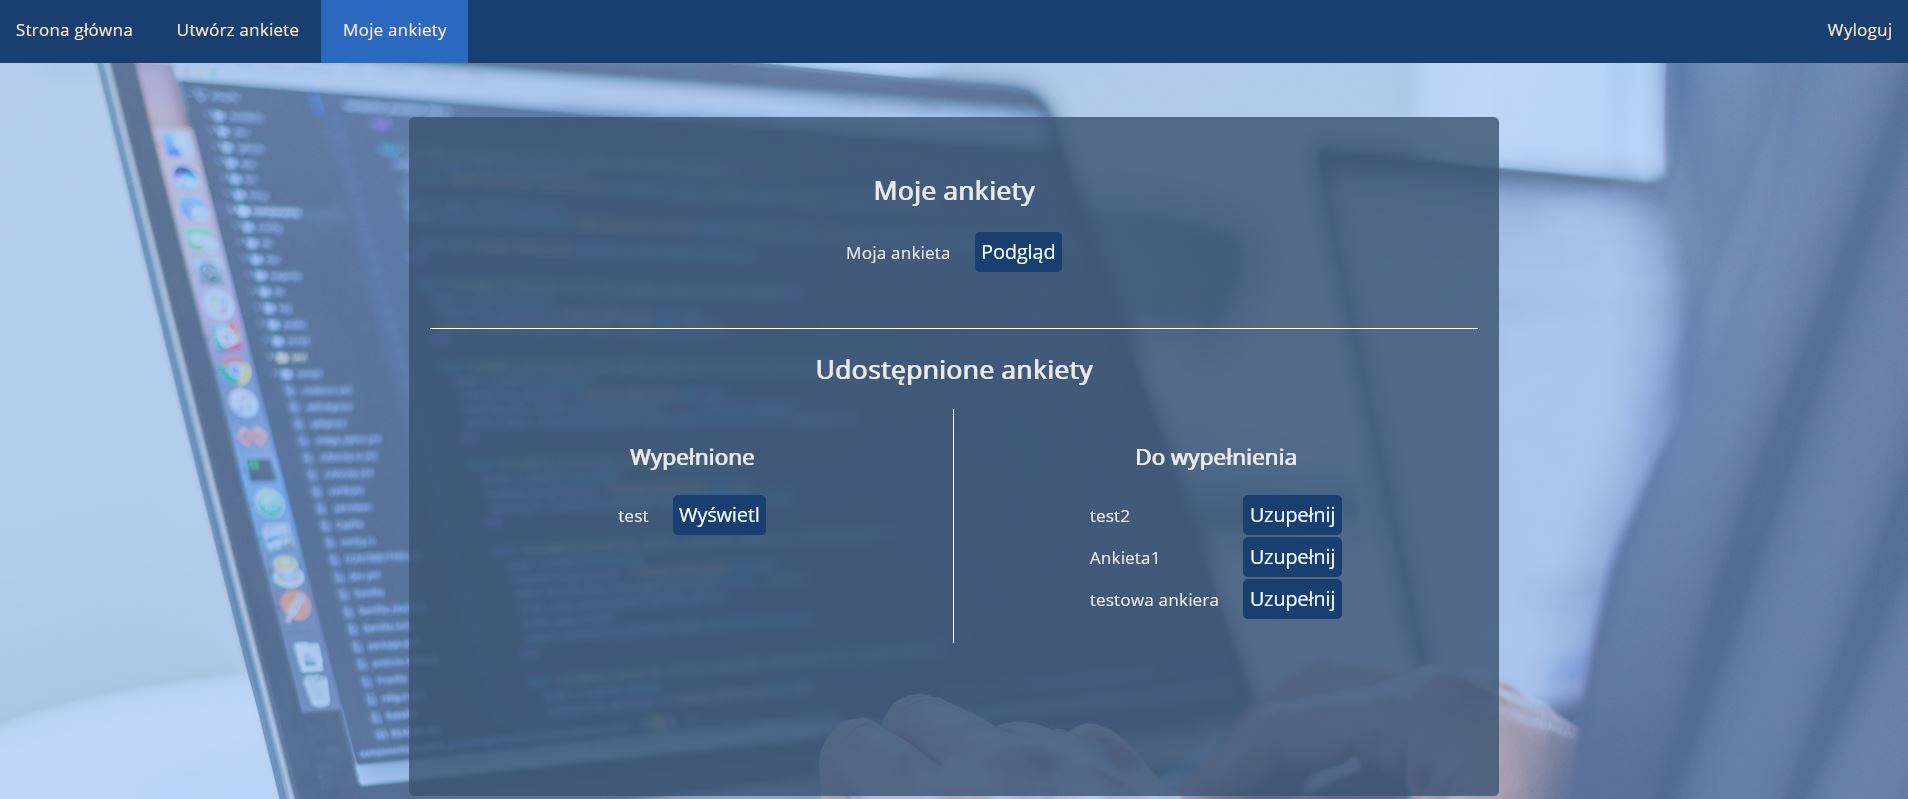 Strona główna
Utwórz ankiete
Moje ankiety
Wyloguj
Moje ankiety
Moja ankieta Podgląd
Udostępnione ankiety
Wypełnione
test Wyświetl
Do wypełnienia
test2 Uzupełnij
Ankieta1 Uzupełnij
testowa ankiera Uzupełnij